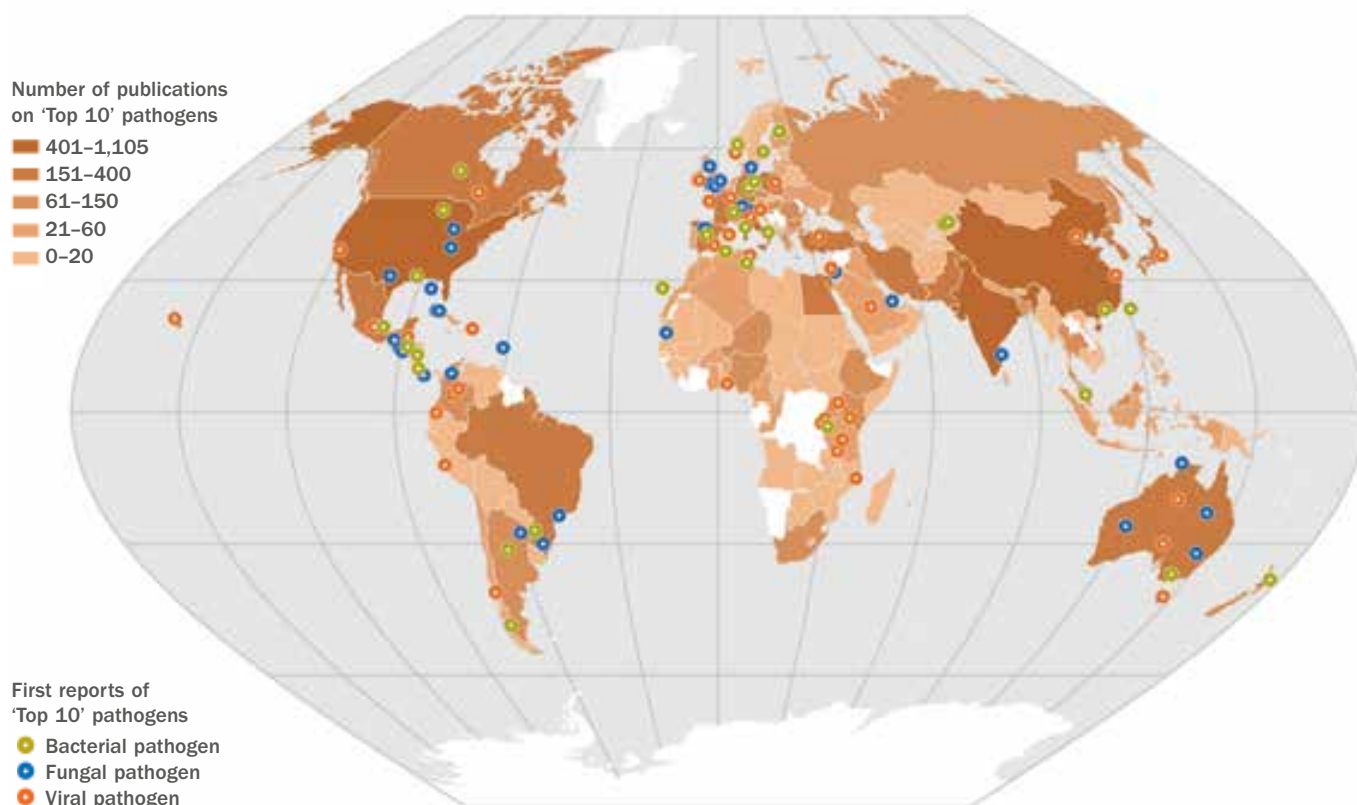 Number of publications
on ‘Top 10’ pathogens
401–1,105
151–400
61–150
21–60
0–20
First reports of
‘Top 10’ pathogens
Bacterial pathogen
Fungal pathogen
Viral pathogen